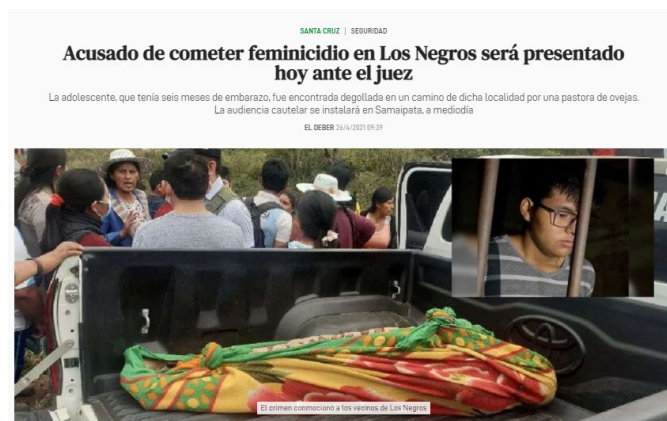 SANTA CRUZ | SEGURIDAD
Acusado de cometer feminicidio en Los Negros será presentado
hoy ante el juez
La adolescente, que tenía seis meses de embarazo, fue encontrada degollada en un camino de dicha localidad por una pastora de ovejas.
La audiencia cautelar se instalará en Samaipata, a mediodía
EL DEBER 26/4/2021 09:39
El crimen conmocionó a los vecinos de Los Negros